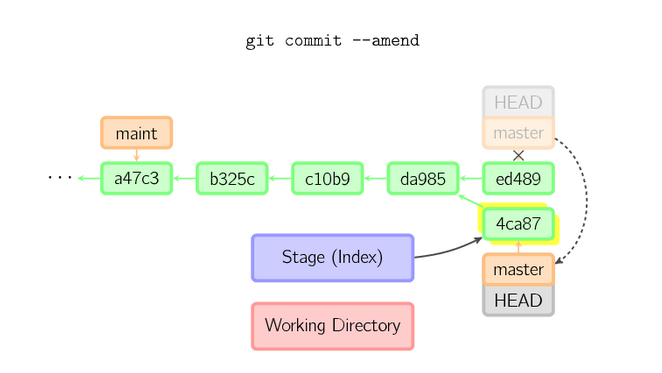 git commit --amend
HEAD
master
maint
··· a47c3 b325c c10b9 da985 ed489
4ca87
Stage (Index)
master
HEAD
Working Directory